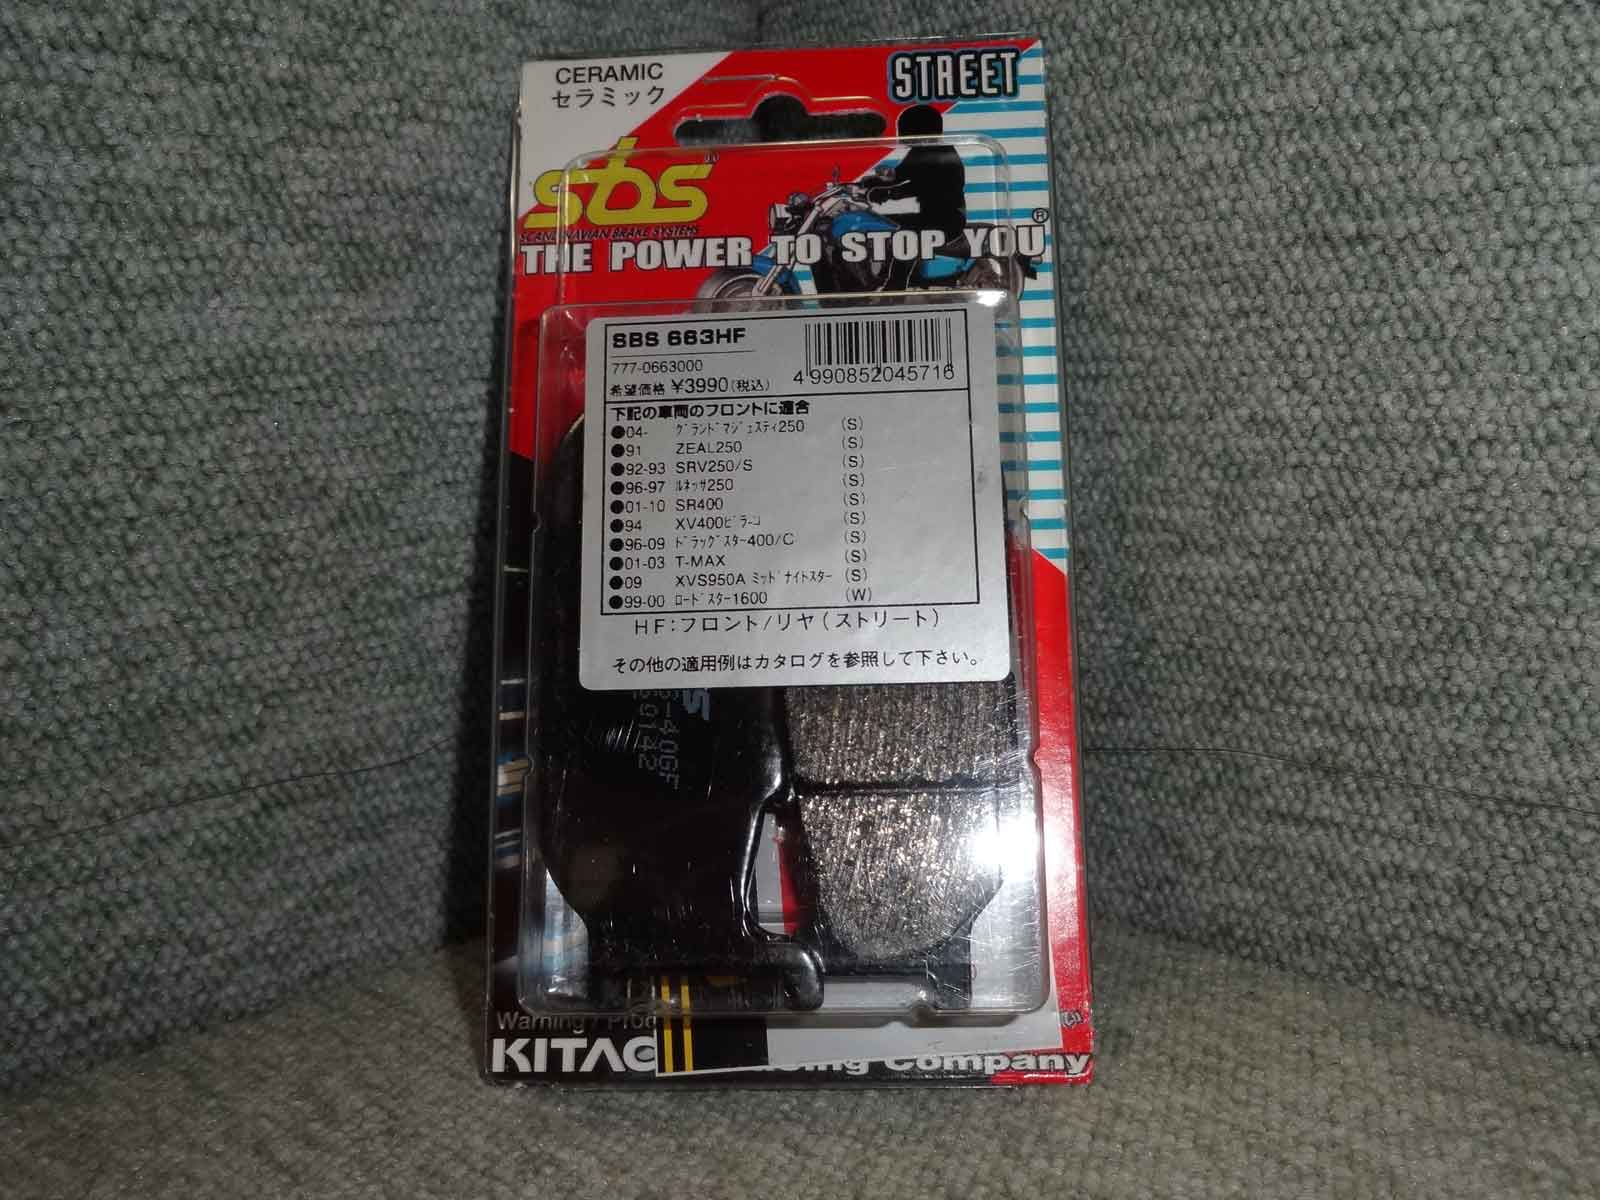 CERAMIC
セラミック
STREET
sbs
SCANDINAVIAN BRAKE SYSTEMS
THE POWER TO STOP YOU®
SBS 663HF
777-0663000
希望価格 ¥3990(税込)
4 990852 045716
下記の車両のフロントに適合
●04- グランドマジェスティ250 (S)
●91 ZEAL250 (S)
●92-93 SRV250/S (S)
●96-97 ルネッサ250 (S)
●01-10 SR400 (S)
●94 XV400ビラーゴ (S)
●96-09 ドラッグスター400/C (S)
●01-03 T-MAX (S)
●09 XVS950A ミッドナイトスター (S)
●99-00 ロードスター1600 (W)
HF:フロント/リヤ(ストリート)
その他の適用例はカタログを参照して下さい。
S-40GF
29142
Warning / Prod
KITAC
Company